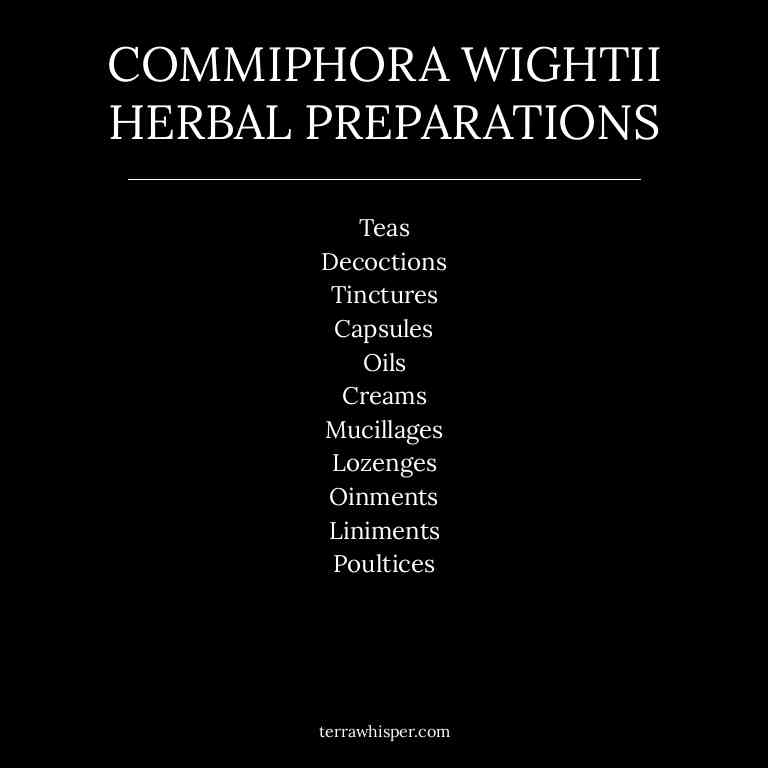 COMMIPHORA WIGHTII
HERBAL PREPARATIONS
Teas
Decoctions
Tinctures
Capsules
Oils
Creams
Mucillages
Lozenges
Oinments
Liniments
Poultices
terrawhisper.com